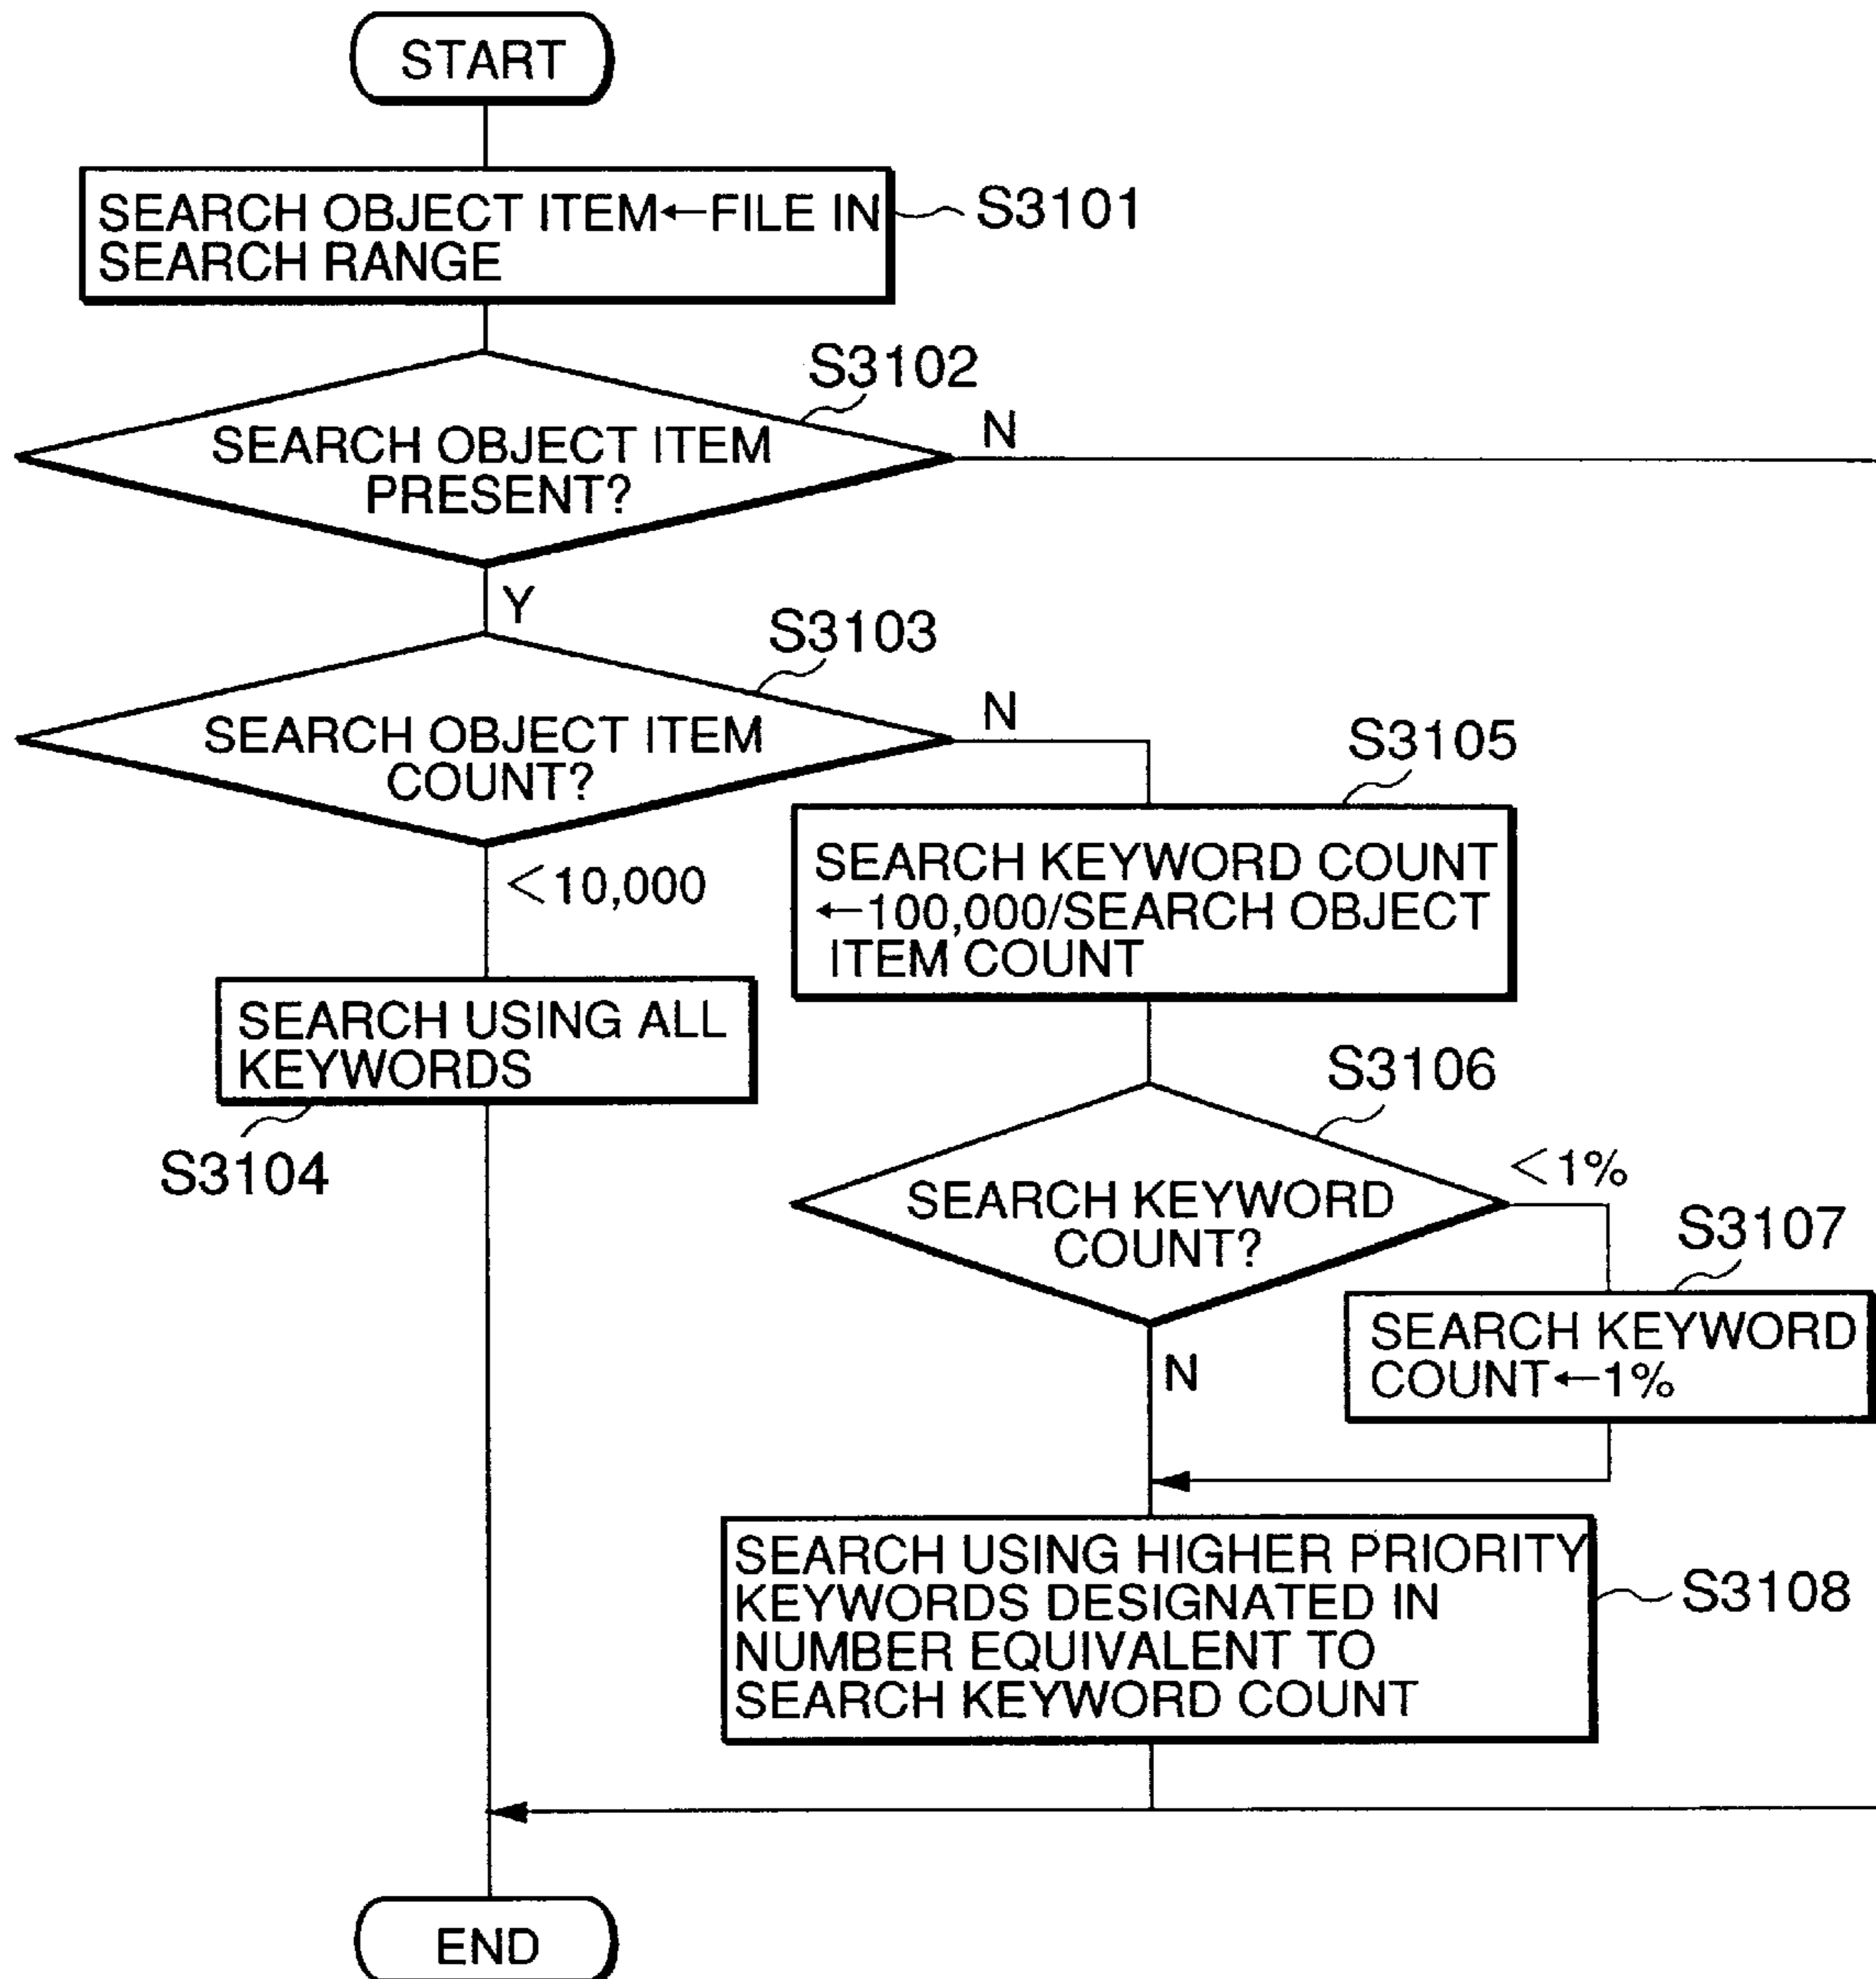 START
SEARCH OBJECT ITEM←FILE IN
SEARCH RANGE
S3101
S3102
SEARCH OBJECT ITEM
PRESENT?
N
Y
S3103
SEARCH OBJECT ITEM
COUNT?
N
<10,000
S3105
SEARCH KEYWORD COUNT
←100,000/SEARCH OBJECT
ITEM COUNT
SEARCH USING ALL
KEYWORDS
S3104
S3106
SEARCH KEYWORD
COUNT?
<1%
N
S3107
SEARCH KEYWORD
COUNT←1%
SEARCH USING HIGHER PRIORITY
KEYWORDS DESIGNATED IN
NUMBER EQUIVALENT TO
SEARCH KEYWORD COUNT
S3108
END